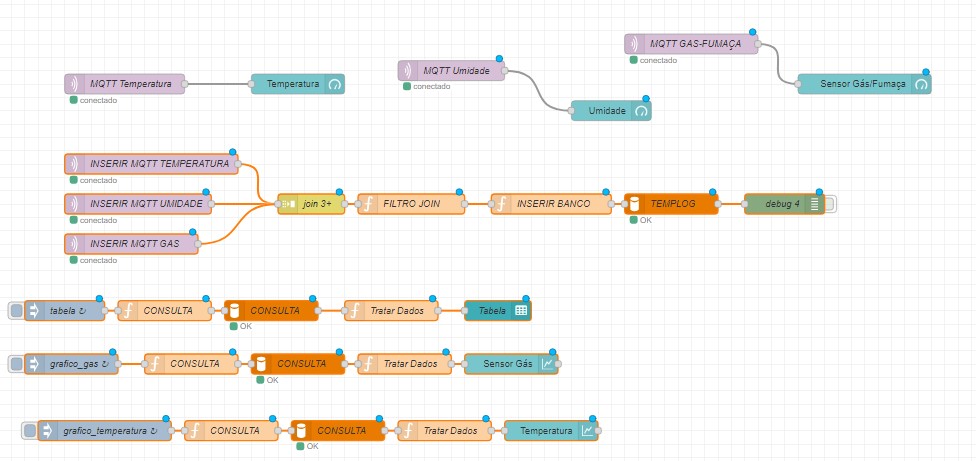 MQTT GAS-FUMAÇA
conectado
MQTT Temperatura
conectado
Temperatura
MQTT Umidade
conectado
Sensor Gás/Fumaça
Umidade
INSERIR MQTT TEMPERATURA
conectado
INSERIR MQTT UMIDADE
conectado
join 3+
FILTRO JOIN
INSERIR BANCO
TEMPLOG
OK
debug 4
INSERIR MQTT GAS
conectado
tabela ↻
CONSULTA
CONSULTA
OK
Tratar Dados
Tabela
grafico_gas ↻
CONSULTA
CONSULTA
OK
Tratar Dados
Sensor Gás
grafico_temperatura ↻
CONSULTA
CONSULTA
OK
Tratar Dados
Temperatura